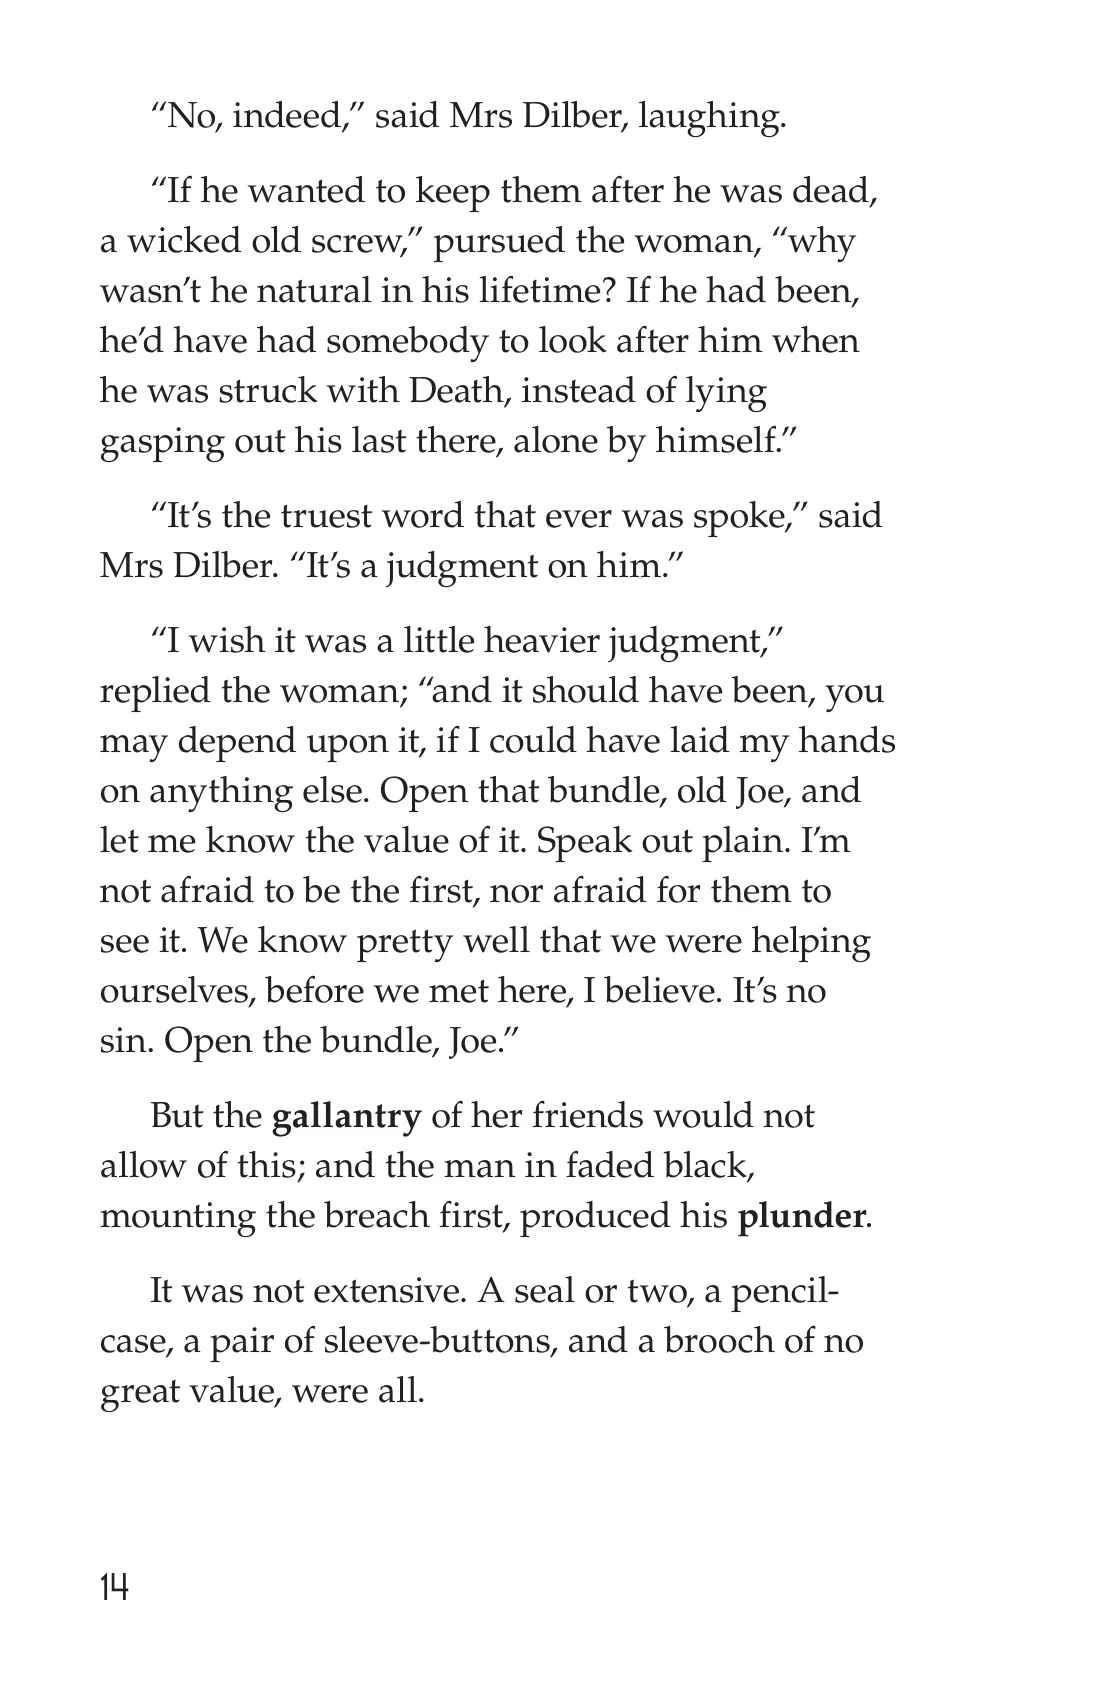 “No, indeed,” said Mrs Dilber, laughing.
“If he wanted to keep them after he was dead,
a wicked old screw,” pursued the woman, “why
wasn’t he natural in his lifetime? If he had been,
he’d have had somebody to look after him when
he was struck with Death, instead of lying
gasping out his last there, alone by himself.”
“It’s the truest word that ever was spoke,” said
Mrs Dilber. “It’s a judgment on him.”
“I wish it was a little heavier judgment,”
replied the woman; “and it should have been, you
may depend upon it, if I could have laid my hands
on anything else. Open that bundle, old Joe, and
let me know the value of it. Speak out plain. I’m
not afraid to be the first, nor afraid for them to
see it. We know pretty well that we were helping
ourselves, before we met here, I believe. It’s no
sin. Open the bundle, Joe.”
But the gallantry of her friends would not
allow of this; and the man in faded black,
mounting the breach first, produced his plunder.
It was not extensive. A seal or two, a pencil-
case, a pair of sleeve-buttons, and a brooch of no
great value, were all.
14